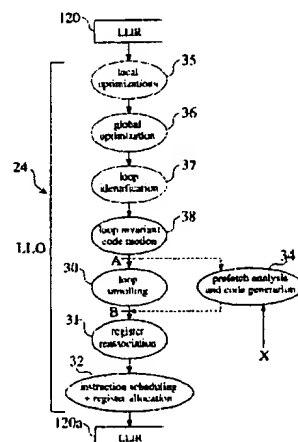 120
LLIR
35
local
optimizations
36
global
optimization
24
37
loop
identification
38
loop invariant
code motion
LLO
A
34
30
loop
unrolling
prefetch analysis
and code generation
B
31
register
reassociation
X
32
instruction scheduling
+ register allocation
120a
LLIR